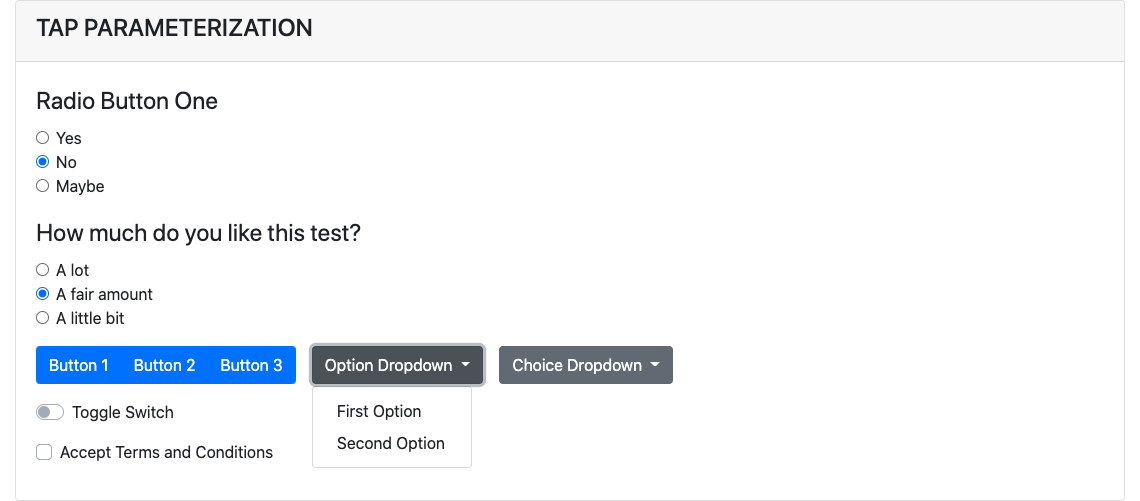 TAP PARAMETERIZATION
Radio Button One
Yes
No
Maybe
How much do you like this test?
A lot
A fair amount
A little bit
Button 1 Button 2 Button 3 Option Dropdown Choice Dropdown
Toggle Switch
First Option
Second Option
Accept Terms and Conditions